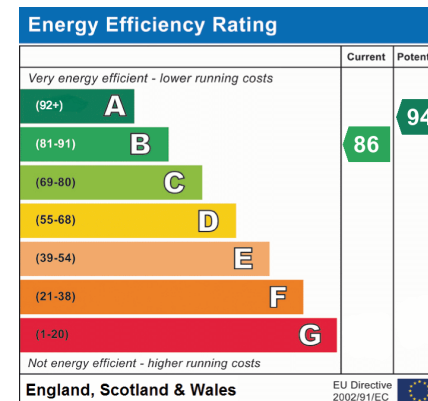 Energy Efficiency Rating
Current Potent
Very energy efficient - lower running costs
(92+) A
94
(81-91) B
86
(69-80) C
(55-68) D
(39-54) E
(21-38) F
(1-20) G
Not energy efficient - higher running costs
England, Scotland & Wales
EU Directive
2002/91/EC